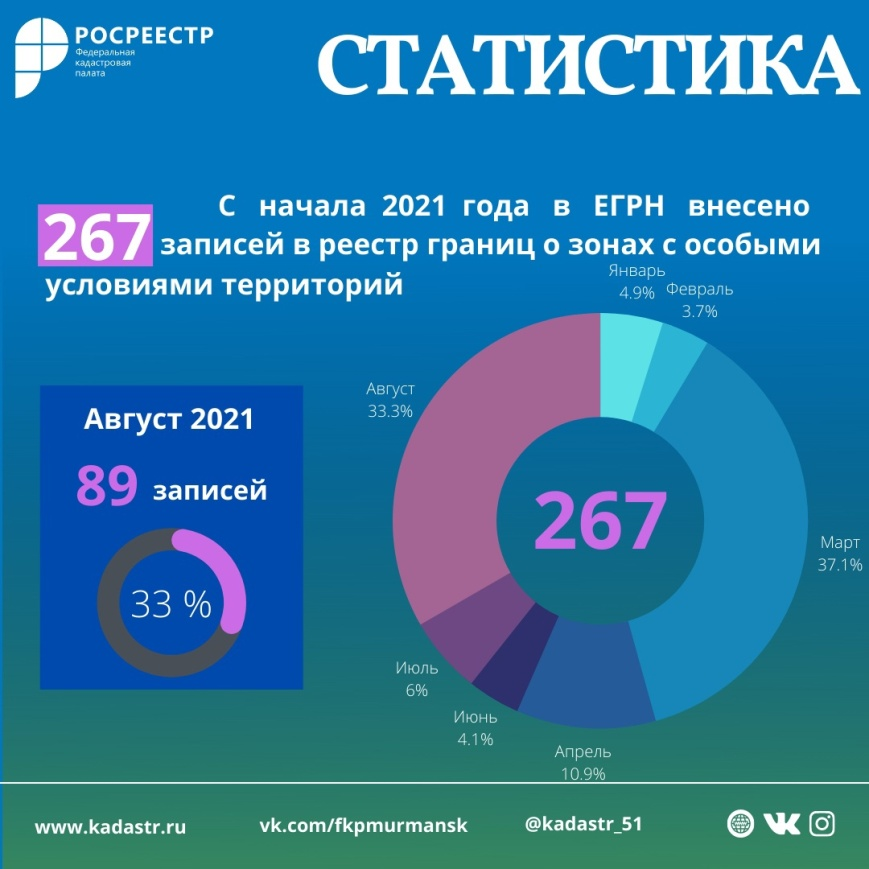 РОСРЕЕСТР
Федеральная
кадастровая
палата
СТАТИСТИКА
С начала 2021 года в ЕГРН внесено
267 записей в реестр границ о зонах с особыми
условиями территорий
Январь
4.9%
Февраль
3.7%
Август
33.3%
Август 2021
89 записей
33 %
267
Март
37.1%
Июль
6%
Июнь
4.1%
Апрель
10.9%
www.kadastr.ru
vk.com/fkpmurmansk
@kadastr_51